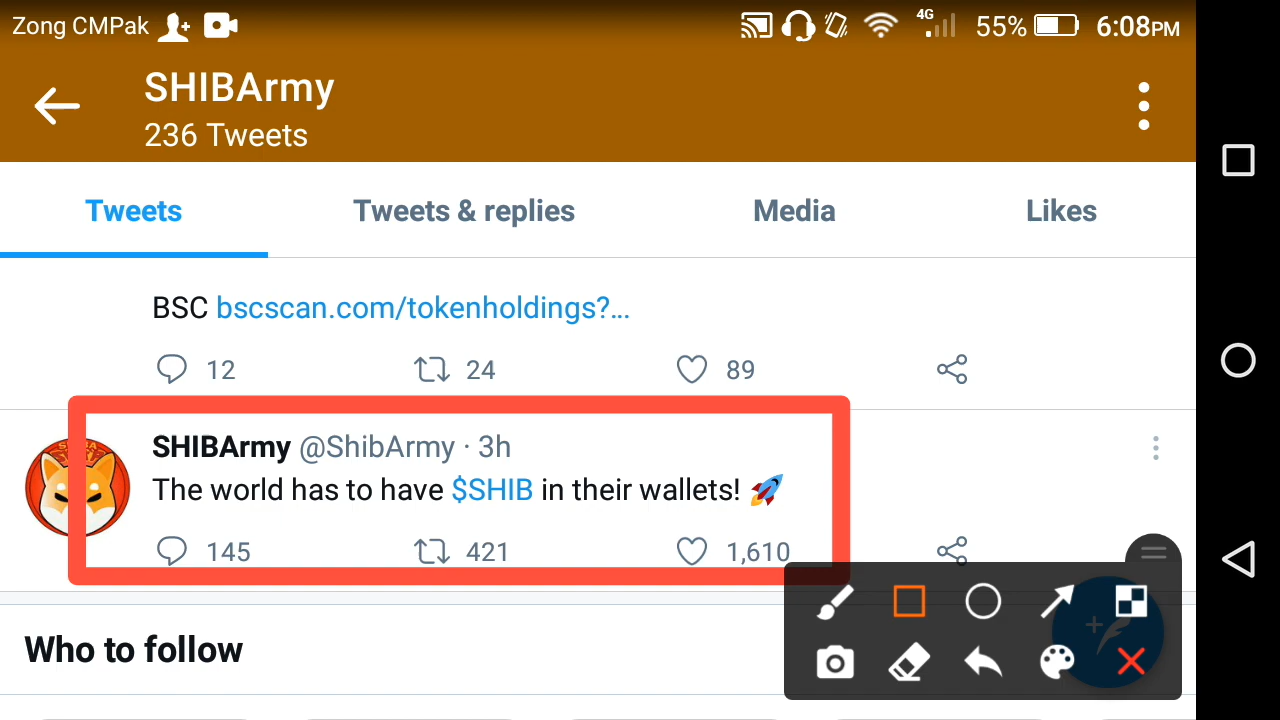 Zong CMPak 4G 55% 6:08PM
SHIBArmy
236 Tweets
Tweets Tweets & replies Media Likes
BSC bscscan.com/tokenholdings?...
12 24 89
SHIBArmy @ShibArmy · 3h
The world has to have $SHIB in their wallets! 🚀
145 421 1,610
Who to follow